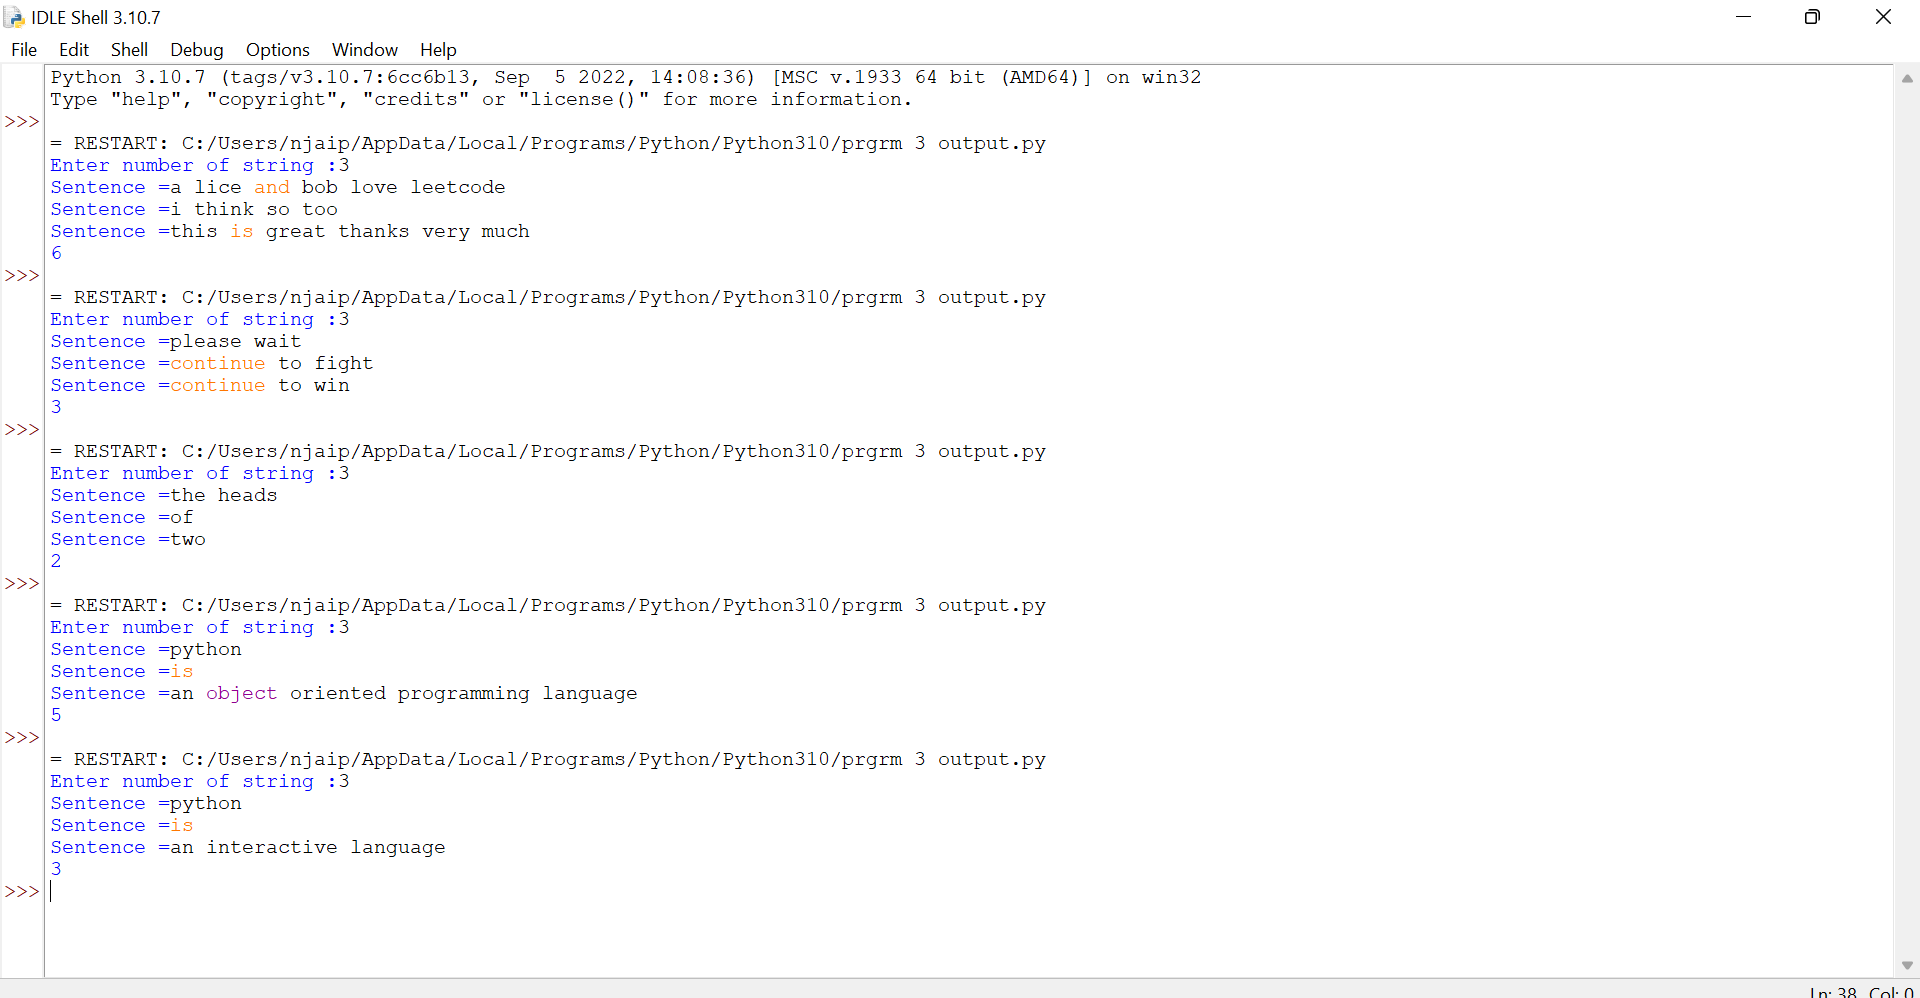 IDLE Shell 3.10.7
File Edit Shell Debug Options Window Help
Python 3.10.7 (tags/v3.10.7:6cc6b13, Sep  5 2022, 14:08:36) [MSC v.1933 64 bit (AMD64)] on win32
Type "help", "copyright", "credits" or "license()" for more information.
>>>
= RESTART: C:/Users/njaip/AppData/Local/Programs/Python/Python310/prgrm 3 output.py
Enter number of string :3
Sentence =a lice and bob love leetcode
Sentence =i think so too
Sentence =this is great thanks very much
6
>>>
= RESTART: C:/Users/njaip/AppData/Local/Programs/Python/Python310/prgrm 3 output.py
Enter number of string :3
Sentence =please wait
Sentence =continue to fight
Sentence =continue to win
3
>>>
= RESTART: C:/Users/njaip/AppData/Local/Programs/Python/Python310/prgrm 3 output.py
Enter number of string :3
Sentence =the heads
Sentence =of
Sentence =two
2
>>>
= RESTART: C:/Users/njaip/AppData/Local/Programs/Python/Python310/prgrm 3 output.py
Enter number of string :3
Sentence =python
Sentence =is
Sentence =an object oriented programming language
5
>>>
= RESTART: C:/Users/njaip/AppData/Local/Programs/Python/Python310/prgrm 3 output.py
Enter number of string :3
Sentence =python
Sentence =is
Sentence =an interactive language
3
>>>
Ln: 38 Col: 0